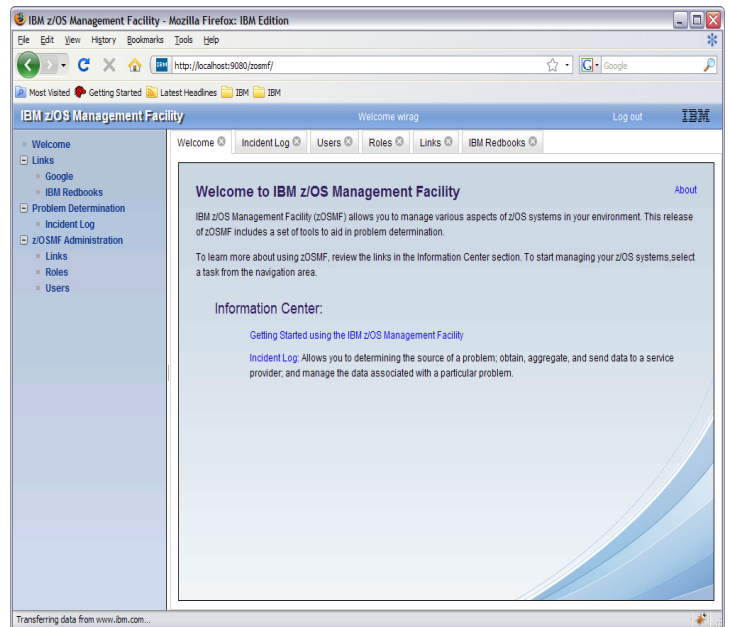 IBM z/OS Management Facility - Mozilla Firefox: IBM Edition
File Edit View History Bookmarks Tools Help
IBM http://localhost:9080/zosmf/ G Google
Most Visited Getting Started Latest Headlines IBM IBM
IBM z/OS Management Facility Welcome wirag Log out IBM
Welcome
Links
Google
IBM Redbooks
Problem Determination
Incident Log
z/OSMF Administration
Links
Roles
Users
Welcome Incident Log Users Roles Links IBM Redbooks
Welcome to IBM z/OS Management Facility About
IBM z/OS Management Facility (zOSMF) allows you to manage various aspects of z/OS systems in your environment. This release
of zOSMF includes a set of tools to aid in problem determination.
To learn more about using zOSMF, review the links in the Information Center section. To start managing your z/OS systems,select
a task from the navigation area.
Information Center:
Getting Started using the IBM z/OS Management Facility
Incident Log: Allows you to determining the source of a problem; obtain, aggregate, and send data to a service
provider; and manage the data associated with a particular problem.
Transferring data from www.ibm.com...